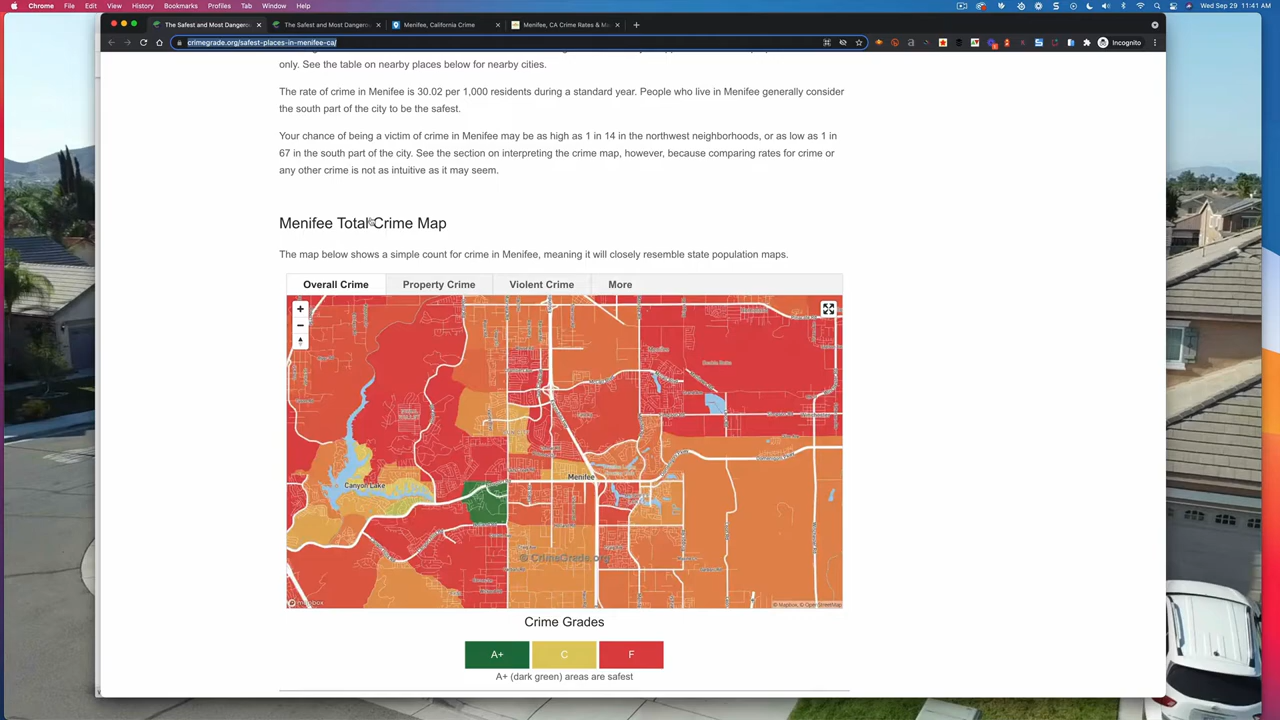 Chrome File Edit View History Bookmarks Profiles Tab Window Help
Wed Sep 29 11:41 AM
The Safest and Most Dangero
The Safest and Most Dangero
Menifee, California Crime
Menifee, CA Crime Rates & M
crimegrade.org/safest-places-in-menifee-ca/
Incognito
only. See the table on nearby places below for nearby cities.
The rate of crime in Menifee is 30.02 per 1,000 residents during a standard year. People who live in Menifee generally consider
the south part of the city to be the safest.
Your chance of being a victim of crime in Menifee may be as high as 1 in 14 in the northwest neighborhoods, or as low as 1 in
67 in the south part of the city. See the section on interpreting the crime map, however, because comparing rates for crime or
any other crime is not as intuitive as it may seem.
Menifee Total Crime Map
The map below shows a simple count for crime in Menifee, meaning it will closely resemble state population maps.
Overall Crime Property Crime Violent Crime More
Canyon Lake
Menifee
© CrimeGrade.org
mapbox
© Mapbox, © OpenStreetMap
Crime Grades
A+ C F
A+ (dark green) areas are safest